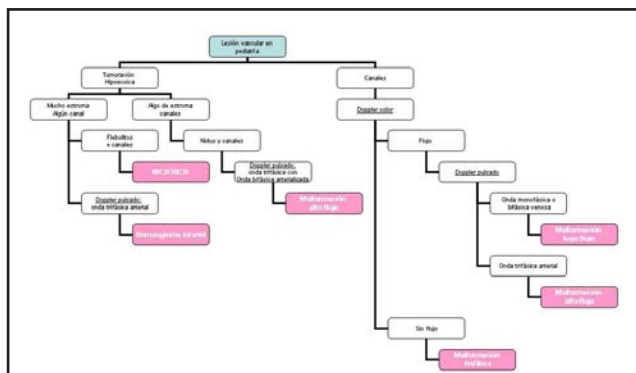 Lesión vascular en
pediatría
Tumoración
Hipoecoica
Canales
Mucho estroma
Algún canal
Algo de estroma
canales
Doppler color
Flebolitos
+ canales
Nidus y canales
Flujo
Doppler pulsado:
onda trifásica con
Onda bifásica arterializada
Doppler pulsado
Doppler pulsado:
onda trifásica arterial
Malformación
alto flujo
Onda monofásica o
bifásica venosa
Hemangioma infantil
Malformación
bajo flujo
Onda trifásica arterial
Malformación
alto flujo
Sin flujo
Malformación
linfática